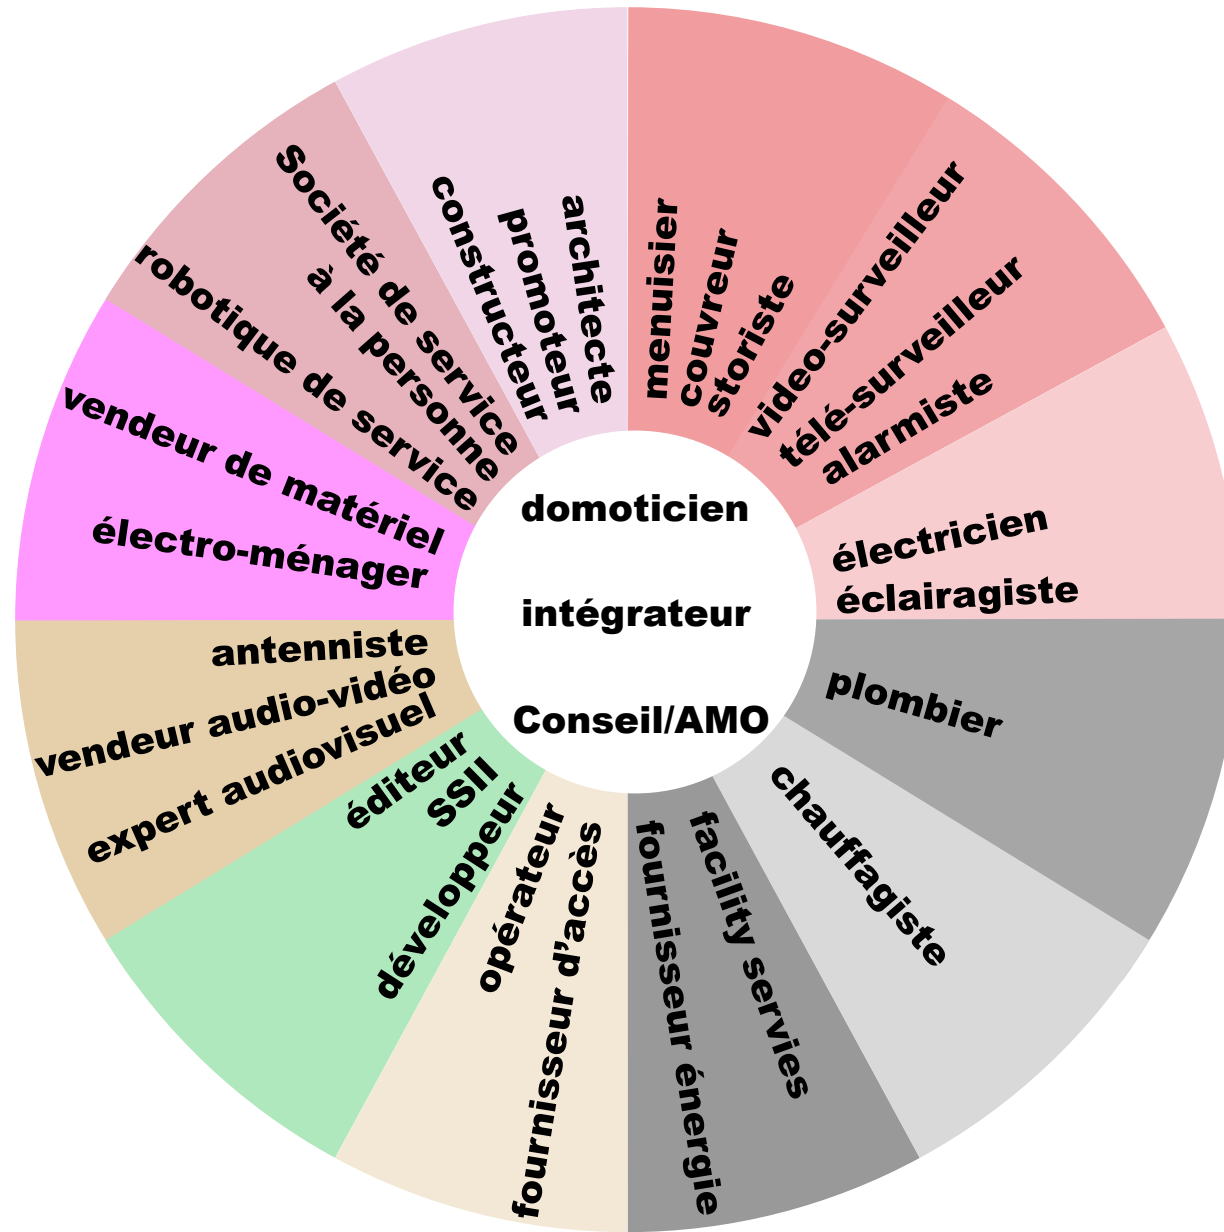 domoticien
intégrateur
Conseil/AMO
menuisier
couvreur
storiste
video-surveilleur
télé-surveilleur
alarmiste
électricien
éclairagiste
plombier
chauffagiste
facility servies
fournisseur énergie
fournisseur d'accès
opérateur
développeur
SSII
éditeur
expert audiovisuel
vendeur audio-vidéo
antenniste
électro-ménager
vendeur de matériel
robotique de service
Société de service
à la personne
constructeur
promoteur
architecte